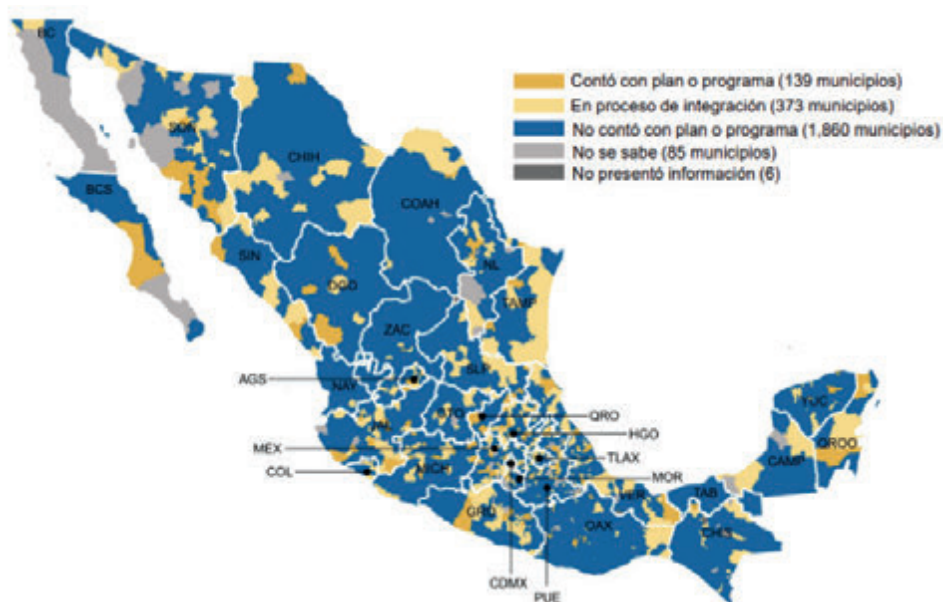 BC
Contó con plan o programa (139 municipios)
En proceso de integración (373 municipios)
No contó con plan o programa (1,860 municipios)
No se sabe (85 municipios)
No presentó información (6)
SON
CHIH
BCS
COAH
SIN
NL
DGO
TAMP
ZAC
AGS
NAY
SLP
GTO
QRO
JAL
HGO
YUC
MEX
TLAX
QROO
COL
MICH
MOR
CAMP
VER
TAB
GRO
OAX
CHIS
CDMX
PUE